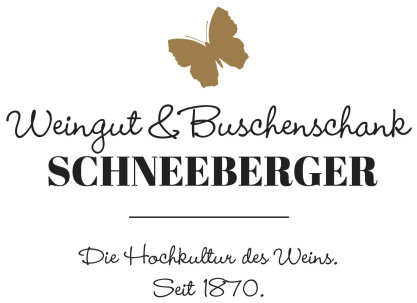 Weingut & Buschenschank
SCHNEEBERGER
Die Hochkultur des Weins.
Seit 1870.